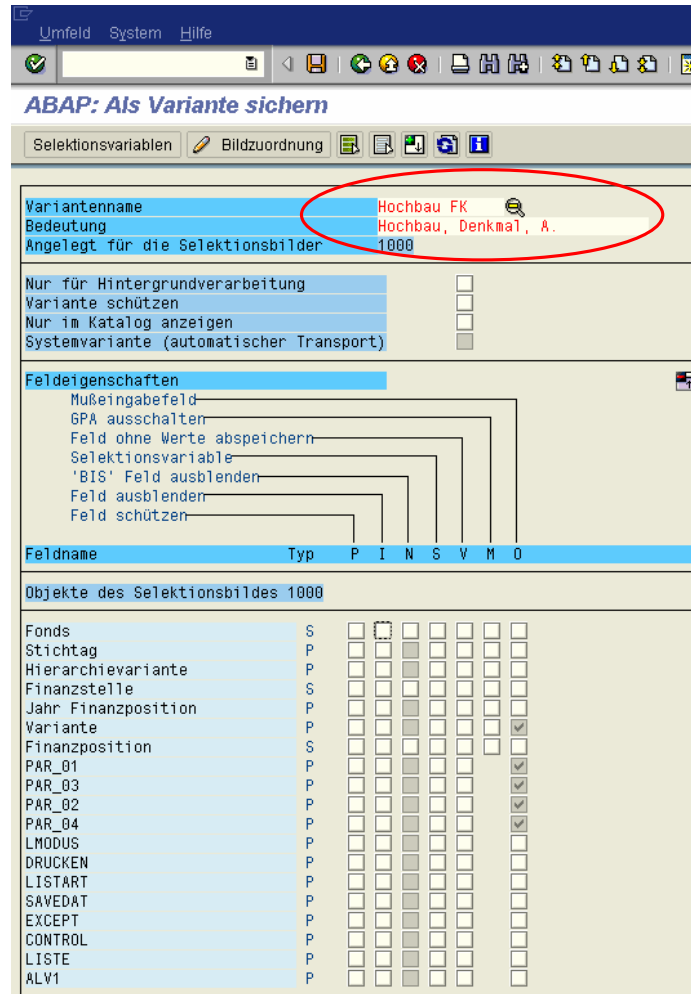 Umfeld System Hilfe
ABAP: Als Variante sichern
Selektionsvariablen Bildzuordnung
Variantenname Hochbau FK
Bedeutung Hochbau, Denkmal, A.
Angelegt für die Selektionsbilder 1000
Nur für Hintergrundverarbeitung
Variante schützen
Nur im Katalog anzeigen
Systemvariante (automatischer Transport)
Feldeigenschaften
Mußeingabefeld
GPA ausschalten
Feld ohne Werte abspeichern
Selektionsvariable
'BIS' Feld ausblenden
Feld ausblenden
Feld schützen
Feldname Typ P I N S V M O
Objekte des Selektionsbildes 1000
Fonds S
Stichtag P
Hierarchievariante P
Finanzstelle S
Jahr Finanzposition P
Variante P
Finanzposition S
PAR_01 P
PAR_03 P
PAR_02 P
PAR_04 P
LMODUS P
DRUCKEN P
LISTART P
SAVEDAT P
EXCEPT P
CONTROL P
LISTE P
ALV1 P